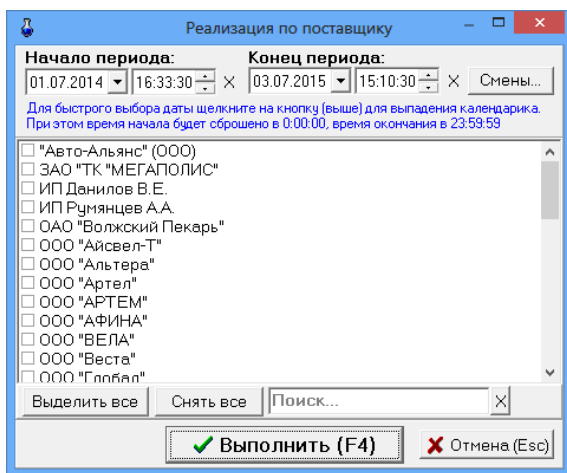 Реализация по поставщику
Начало периода: Конец периода:
01.07.2014 16:33:30 X 03.07.2015 15:10:30 X Смены...
Для быстрого выбора даты щелкните на кнопку (выше) для выпадения календарика.
При этом время начала будет сброшено в 0:00:00, время окончания в 23:59:59
"Авто-Альянс" (ООО)
ЗАО "ТК "МЕГАПОЛИС"
ИП Данилов В.Е.
ИП Румянцев А.А.
ОАО "Волжский Пекарь"
ООО "Айсвел-Т"
ООО "Альтера"
ООО "Артел"
ООО "АРТЕМ"
ООО "АФИНА"
ООО "ВЕЛА"
ООО "Веста"
ООО "Глобал"
Выделить все Снять все Поиск... X
Выполнить (F4) Отмена (Esc)